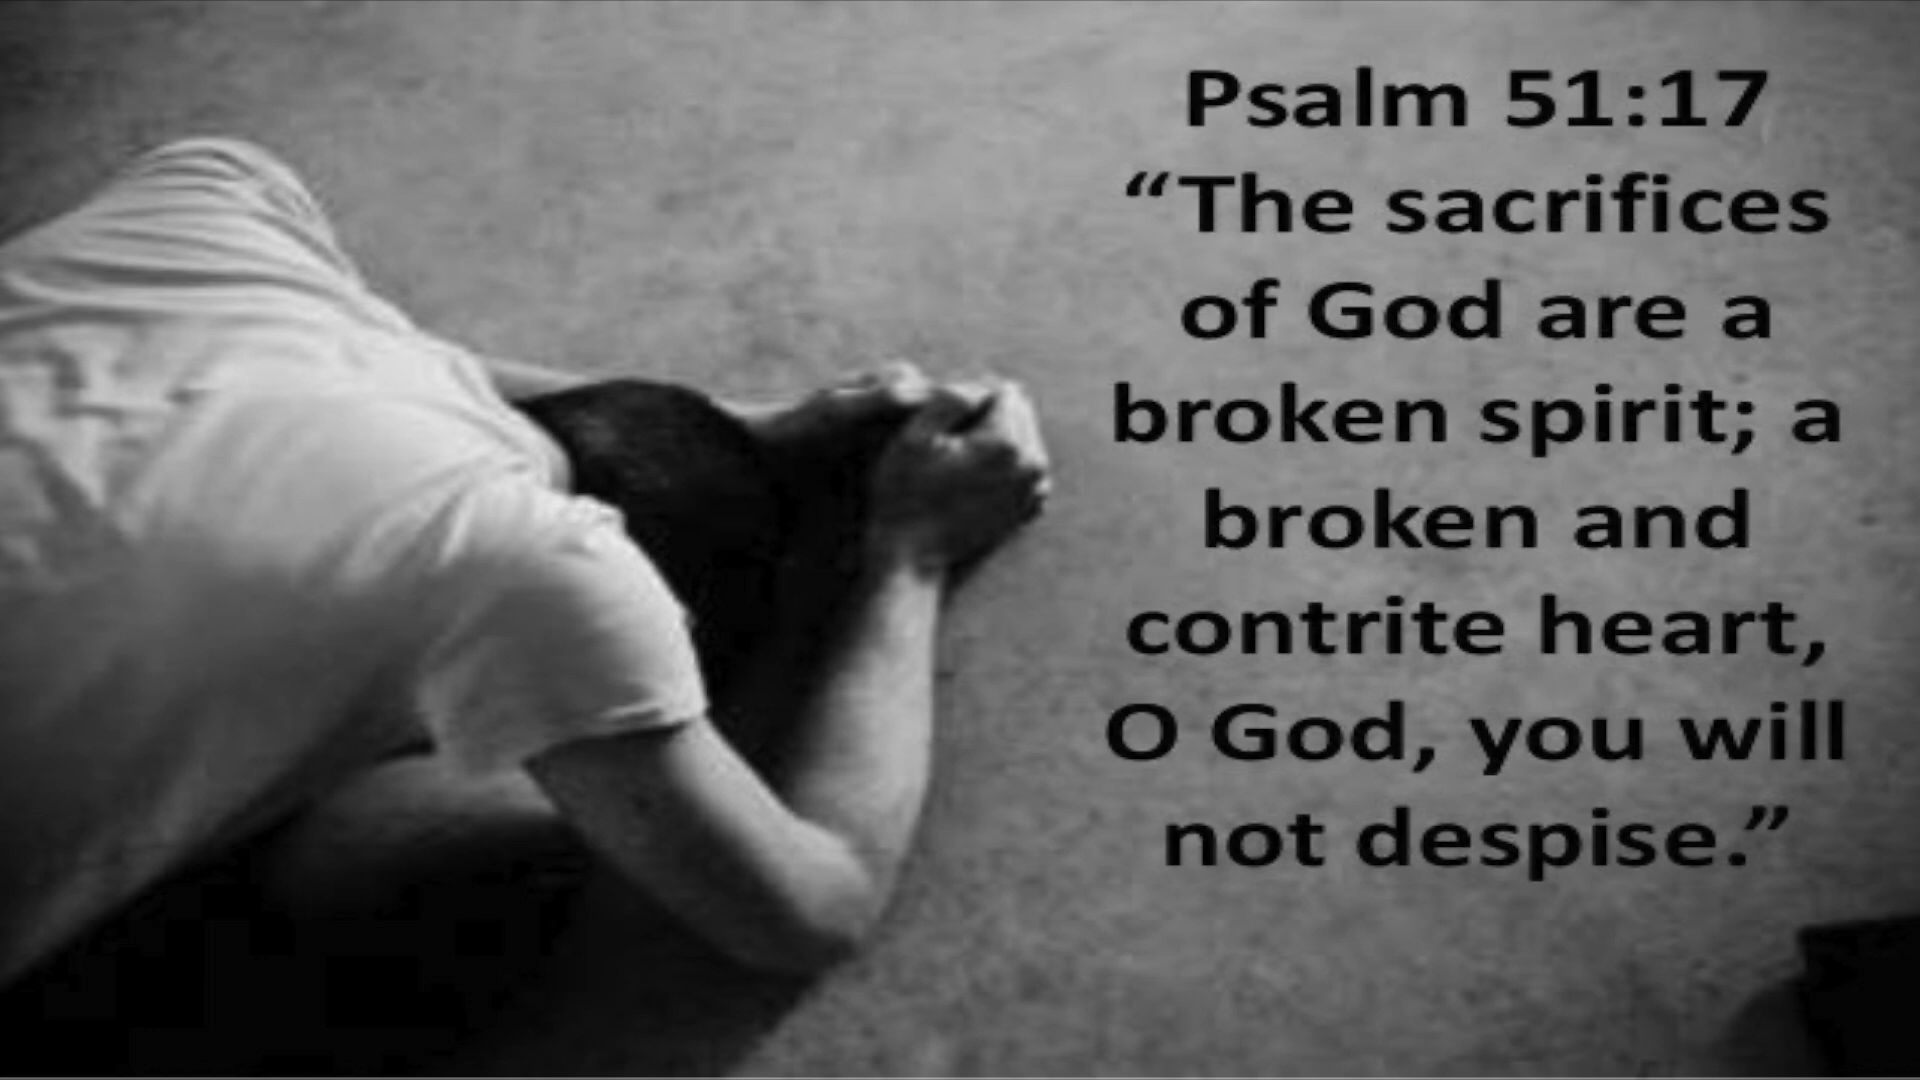 Psalm 51:17
“The sacrifices
of God are a
broken spirit; a
broken and
contrite heart,
O God, you will
not despise.”